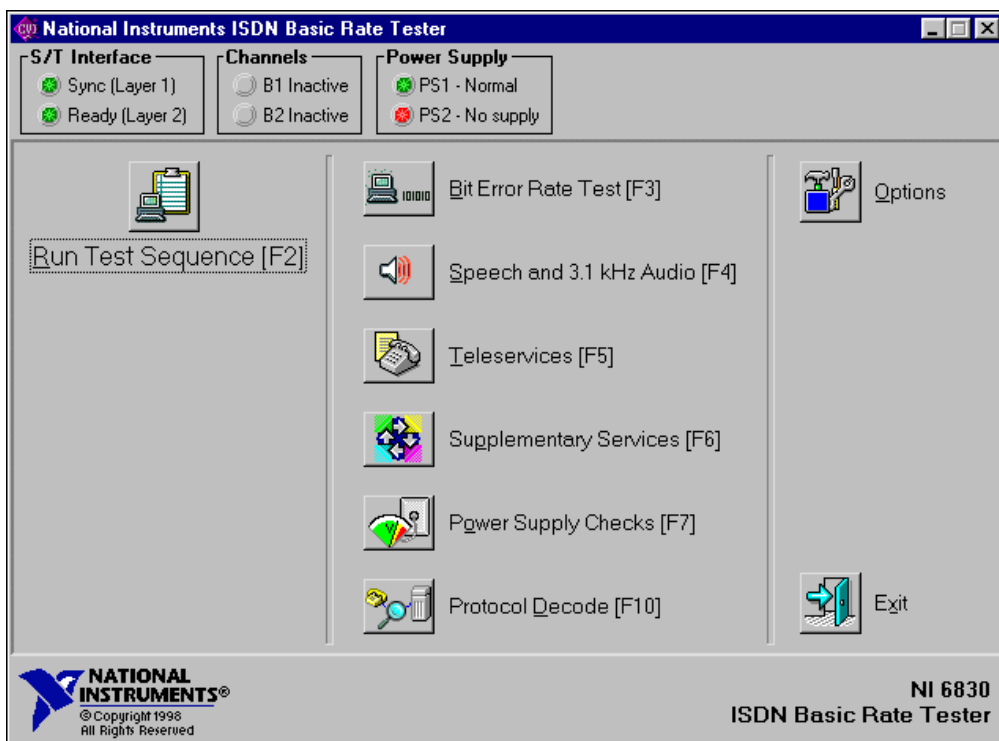 CVI National Instruments ISDN Basic Rate Tester
S/T Interface
Sync (Layer 1)
Ready (Layer 2)
Channels
B1 Inactive
B2 Inactive
Power Supply
PS1 - Normal
PS2 - No supply
Run Test Sequence [F2]
Bit Error Rate Test [F3]
Speech and 3.1 kHz Audio [F4]
Teleservices [F5]
Supplementary Services [F6]
Power Supply Checks [F7]
Protocol Decode [F10]
Options
Exit
NATIONAL
INSTRUMENTS®
© Copyright 1998
All Rights Reserved
NI 6830
ISDN Basic Rate Tester